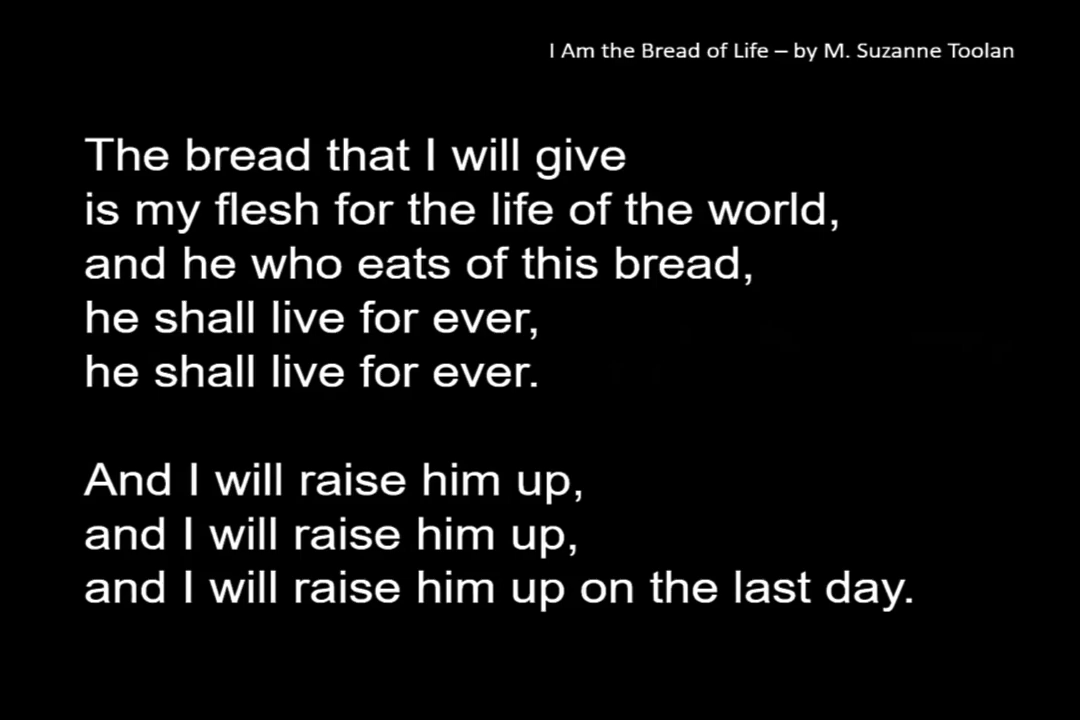 I Am the Bread of Life – by M. Suzanne Toolan
The bread that I will give
is my flesh for the life of the world,
and he who eats of this bread,
he shall live for ever,
he shall live for ever.
And I will raise him up,
and I will raise him up,
and I will raise him up on the last day.